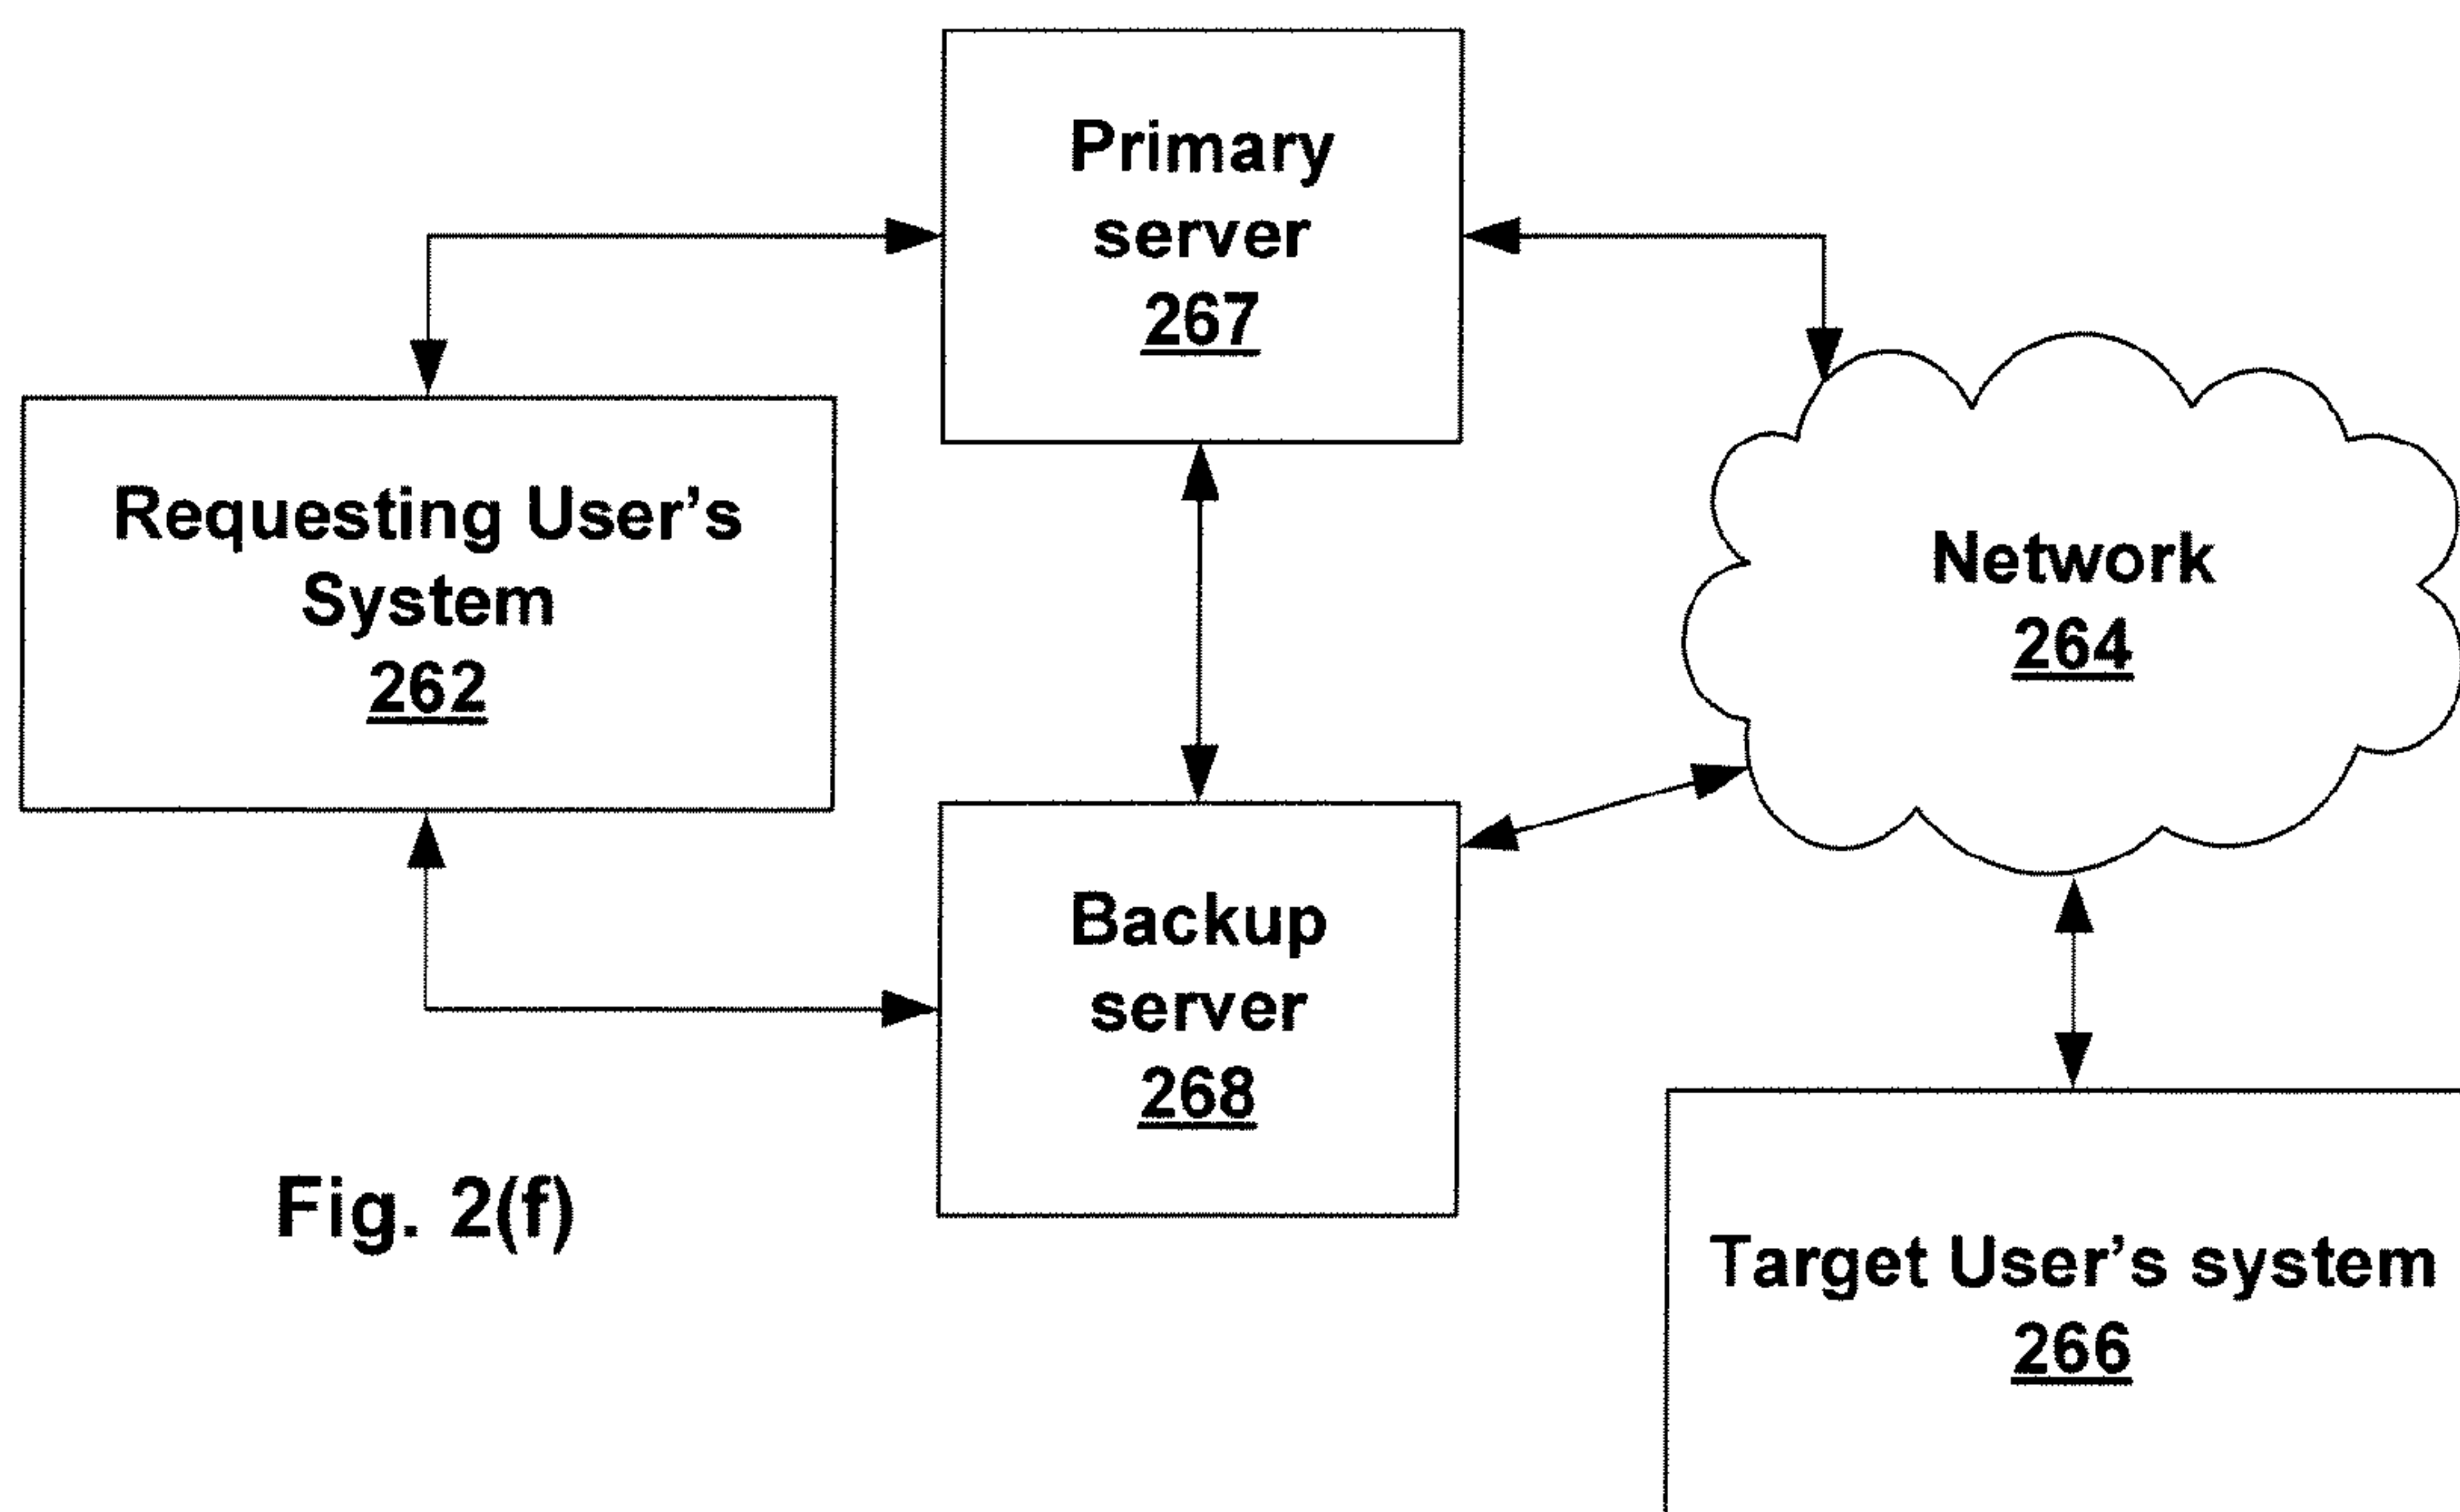 Primary
server
267
Requesting User's
System
262
Network
264
Backup
server
268
Fig. 2(f)
Target User's system
266